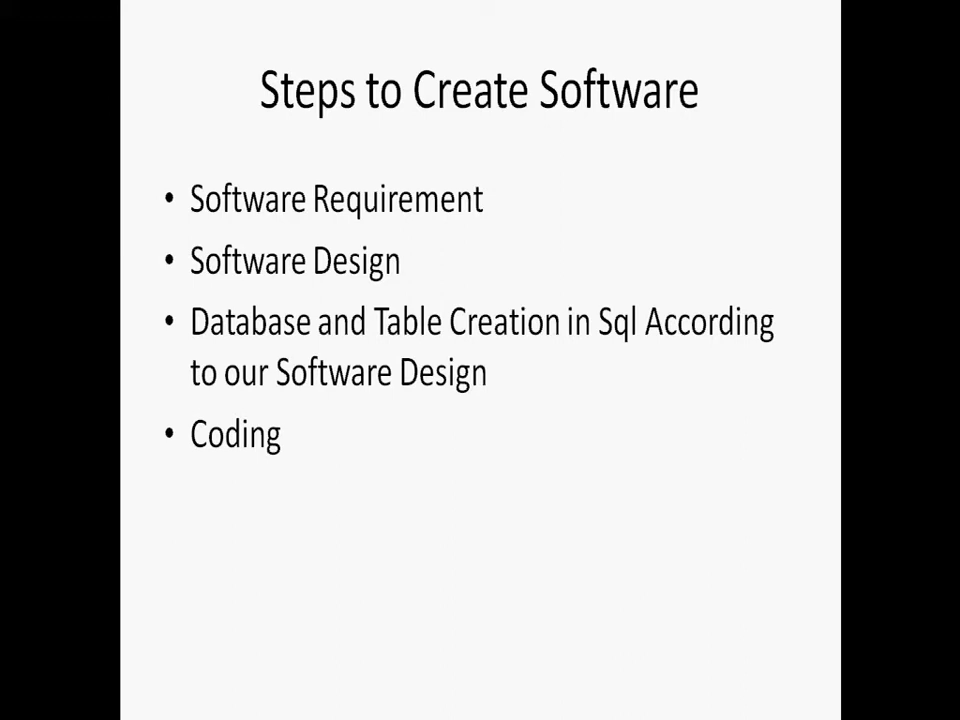 Steps to Create Software
• Software Requirement
• Software Design
• Database and Table Creation in Sql According
to our Software Design
• Coding